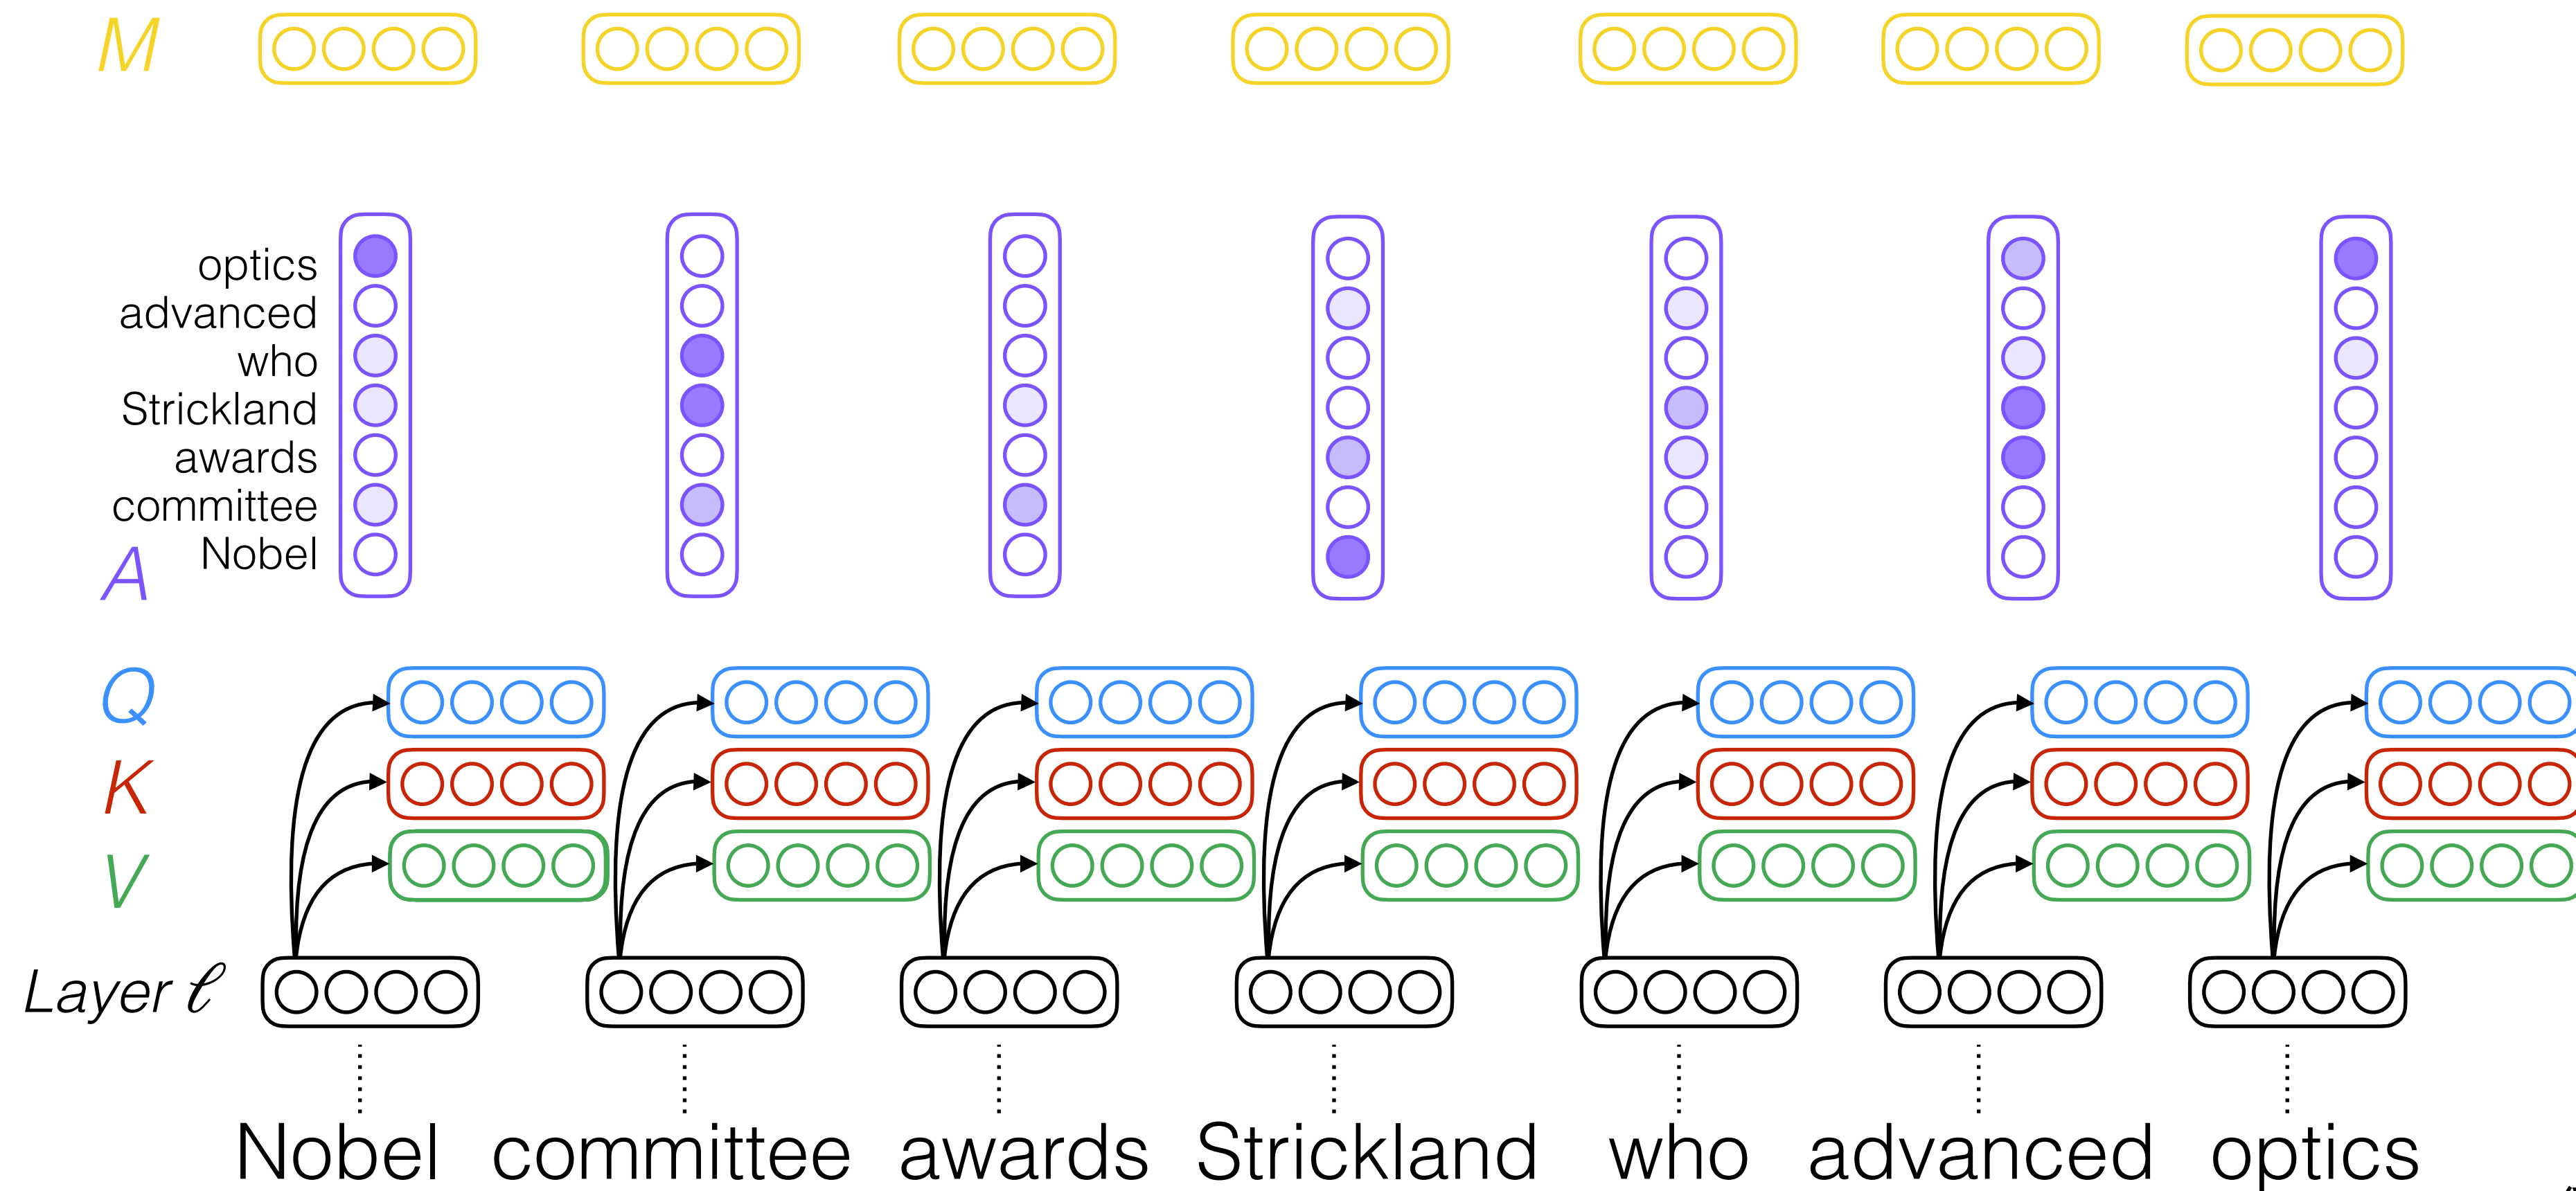 M
optics
advanced
who
Strickland
awards
committee
Nobel
A
Q
K
V
Layer ℓ
Nobel committee awards Strickland who advanced optics